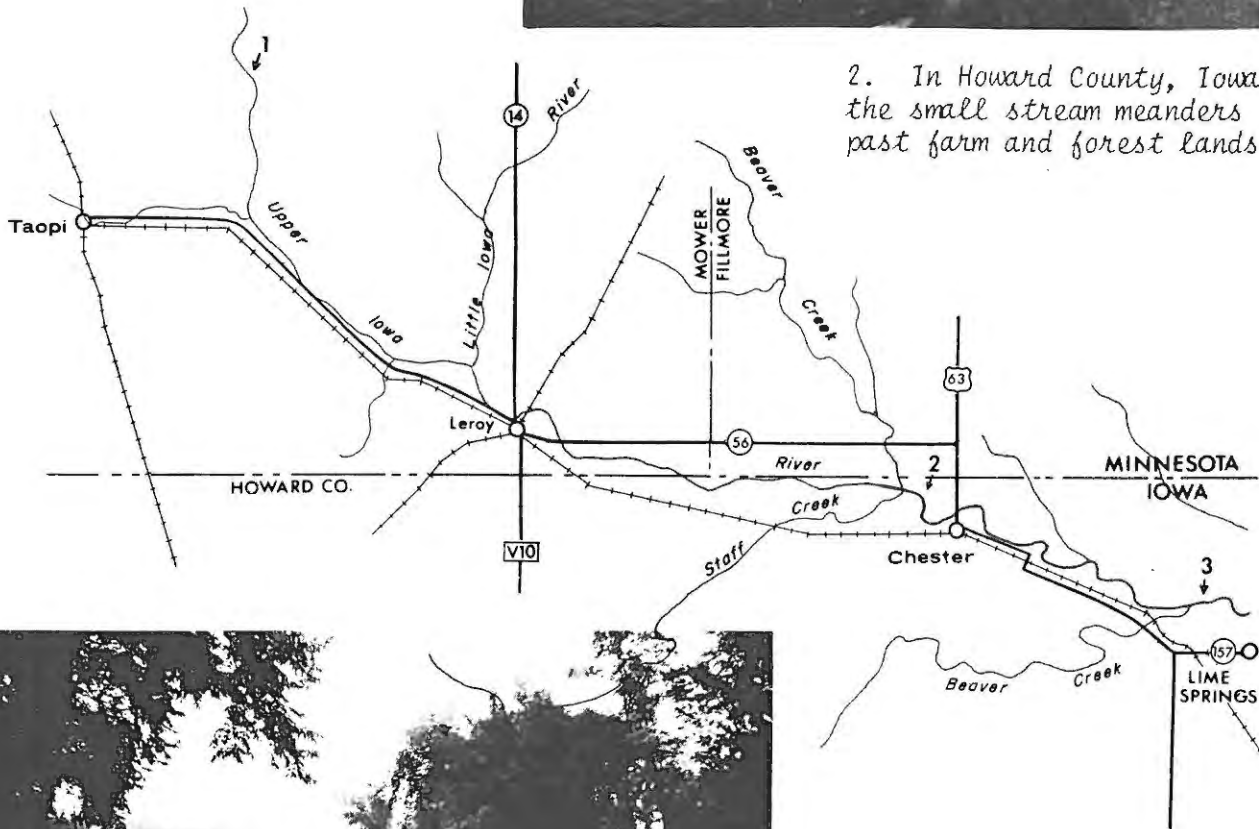 2. In Howard County, Iowa
the small stream meanders
past farm and forest lands
1
14
River
Beaver
Taopi
Upper
Little Iowa
MOWER
FILLMORE
Iowa
Creek
63
Leroy
56
River
2
MINNESOTA
IOWA
HOWARD CO.
Creek
V10
Staff
Chester
3
Beaver Creek
157
LIME
SPRINGS